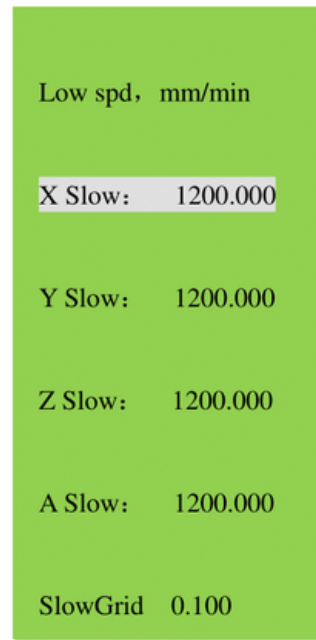 Low spd，mm/min
X Slow： 1200.000
Y Slow： 1200.000
Z Slow： 1200.000
A Slow： 1200.000
SlowGrid 0.100